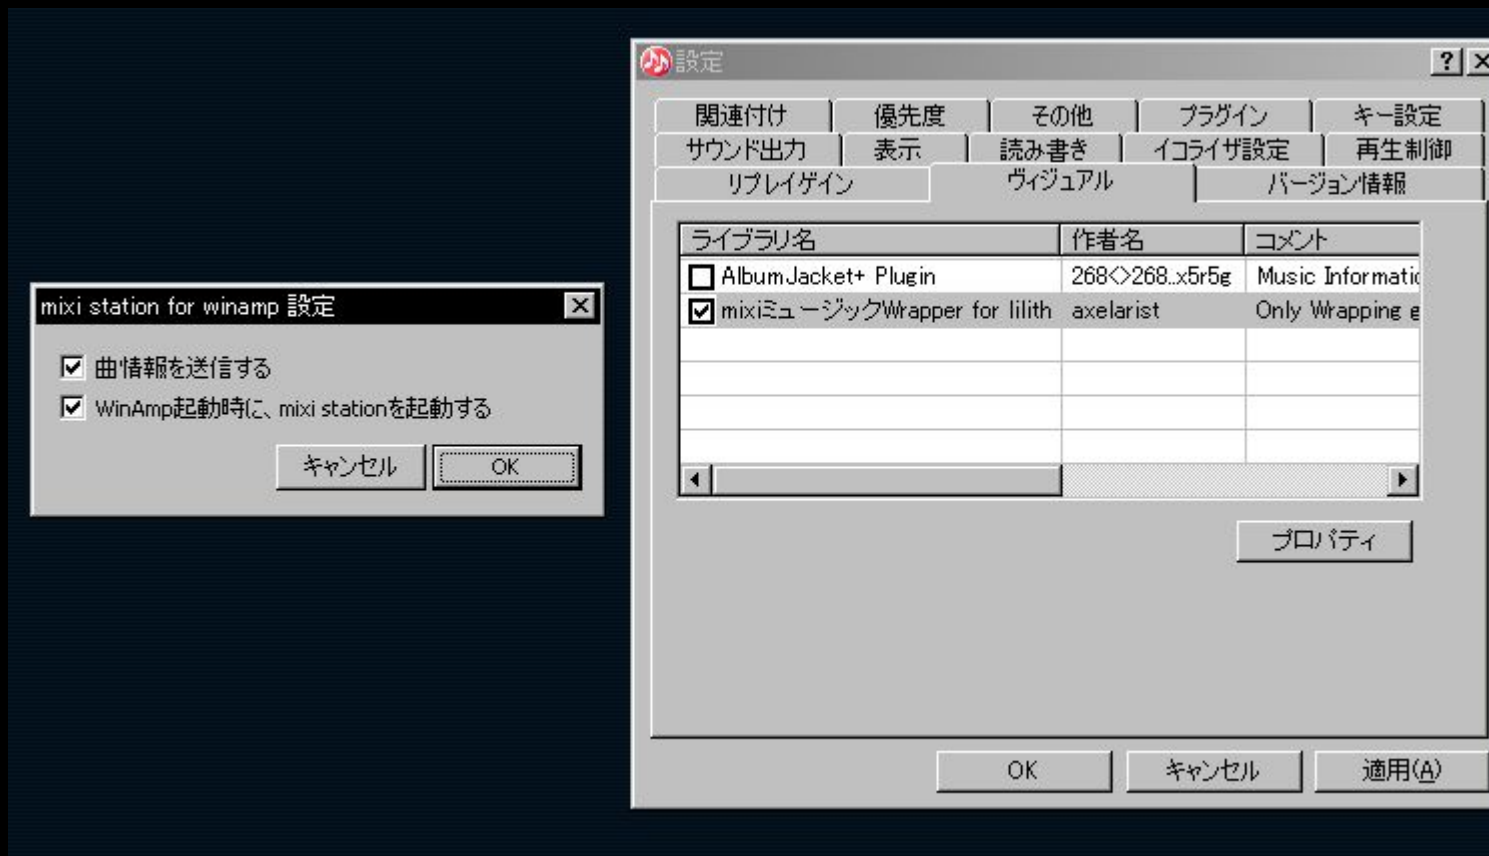 設定
関連付け 優先度 その他 プラグイン キー設定
サウンド出力 表示 読み書き イコライザ設定 再生制御
リプレイゲイン ヴィジュアル バージョン情報
ライブラリ名 作者名 コメント
AlbumJacket+ Plugin 268<>268..x5r5g Music Informatic
mixiミュージックWrapper for lilith axelarist Only Wrapping g
プロパティ
OK キャンセル 適用(A)
mixi station for winamp 設定
曲情報を送信する
WinAmp起動時に、mixi stationを起動する
キャンセル OK